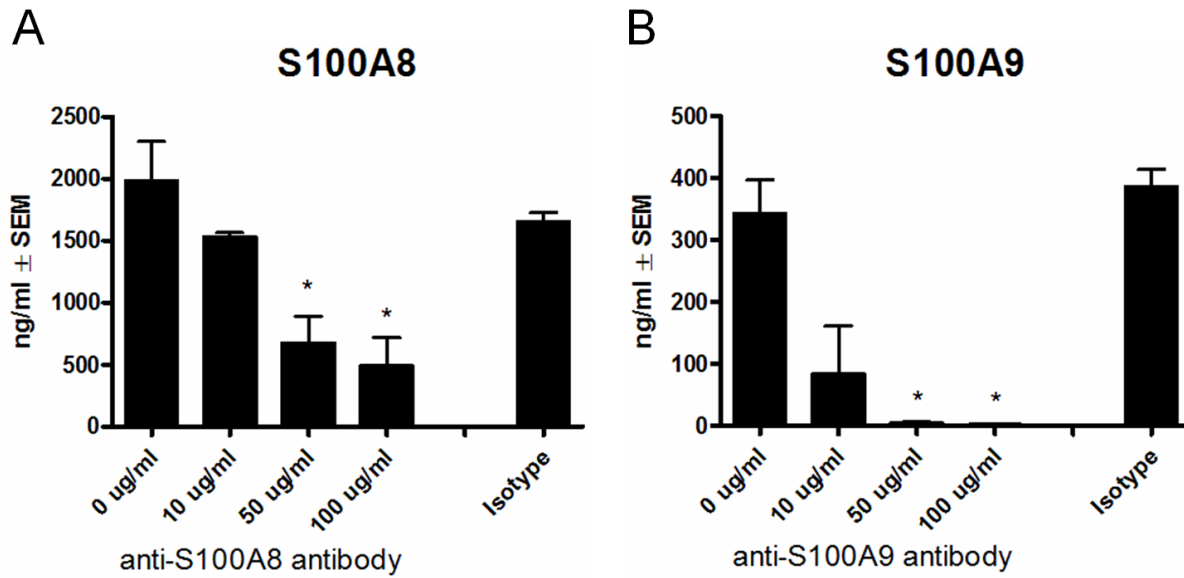 A
S100A8
ng/ml ± SEM
2500
2000
1500
1000
500
0
*
*
0 ug/ml
10 ug/ml
50 ug/ml
100 ug/ml
Isotype
anti-S100A8 antibody
B
S100A9
ng/ml ± SEM
500
400
300
200
100
0
*
*
0 ug/ml
10 ug/ml
50 ug/ml
100 ug/ml
Isotype
anti-S100A9 antibody